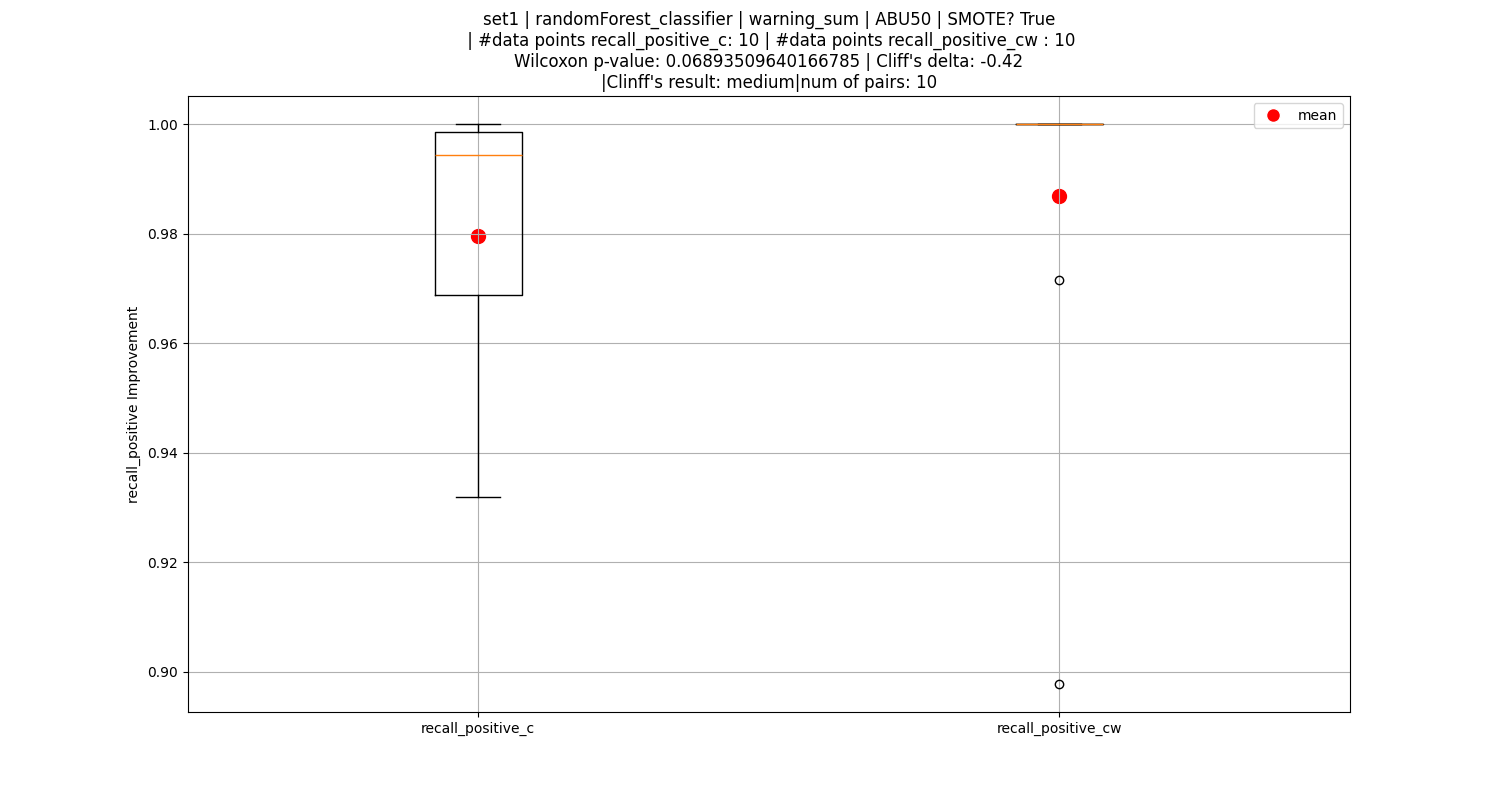 set1 | randomForest_classifier | warning_sum | ABU50 | SMOTE? True
| #data points recall_positive_c: 10 | #data points recall_positive_cw : 10
Wilcoxon p-value: 0.06893509640166785 | Cliff's delta: -0.42
|Clinff's result: medium|num of pairs: 10
mean
1.00
0.98
0.96
0.94
0.92
0.90
recall_positive Improvement
recall_positive_c
recall_positive_cw